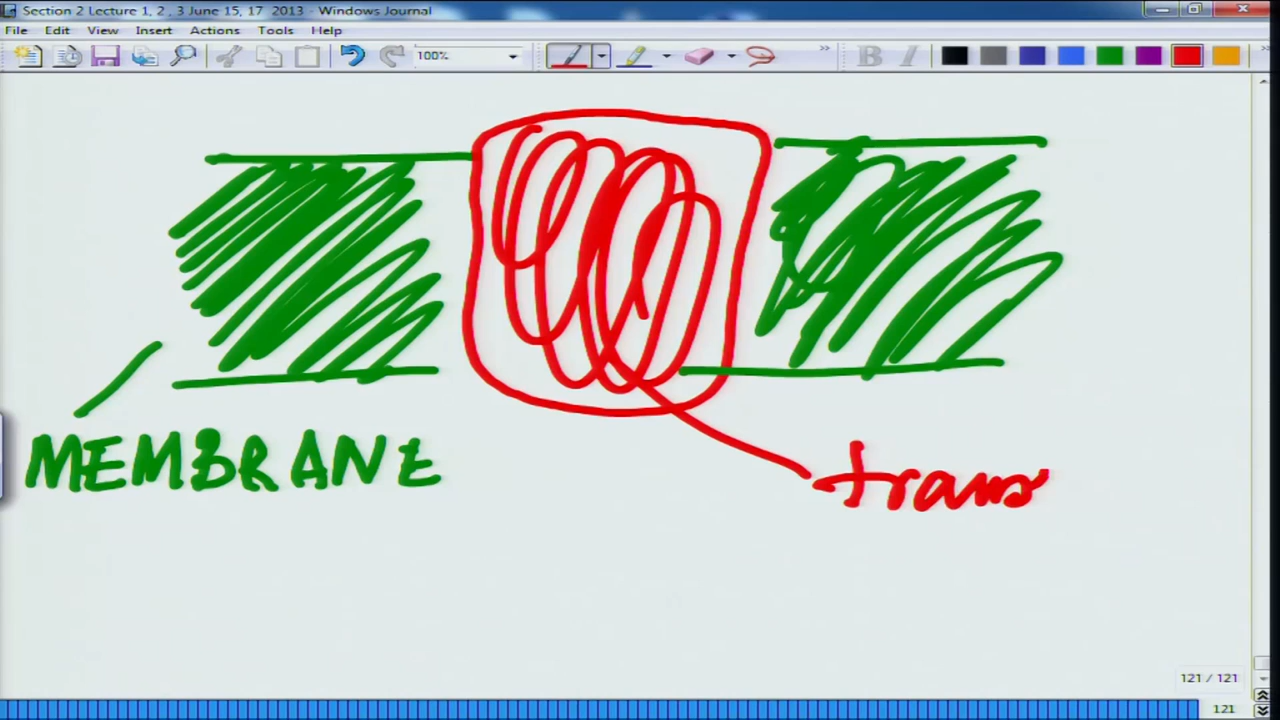 Section 2 Lecture 1, 2 , 3 June 15, 17 2013 - Windows Journal
File Edit View Insert Actions Tools Help
100% B I
MEMBRANE
trans
121 / 121
121